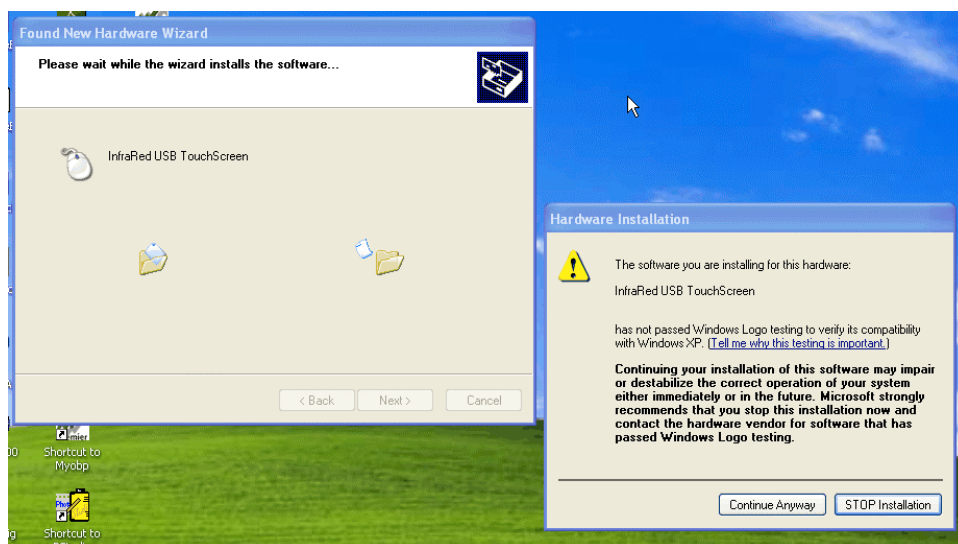 Found New Hardware Wizard
Please wait while the wizard installs the software...
InfraRed USB TouchScreen
< Back
Next >
Cancel
Hardware Installation
The software you are installing for this hardware:
InfraRed USB TouchScreen
has not passed Windows Logo testing to verify its compatibility
with Windows XP. (Tell me why this testing is important.)
Continuing your installation of this software may impair
or destabilize the correct operation of your system
either immediately or in the future. Microsoft strongly
recommends that you stop this installation now and
contact the hardware vendor for software that has
passed Windows Logo testing.
Continue Anyway
STOP Installation
mier
Shortcut to
Myobp
Shortcut to